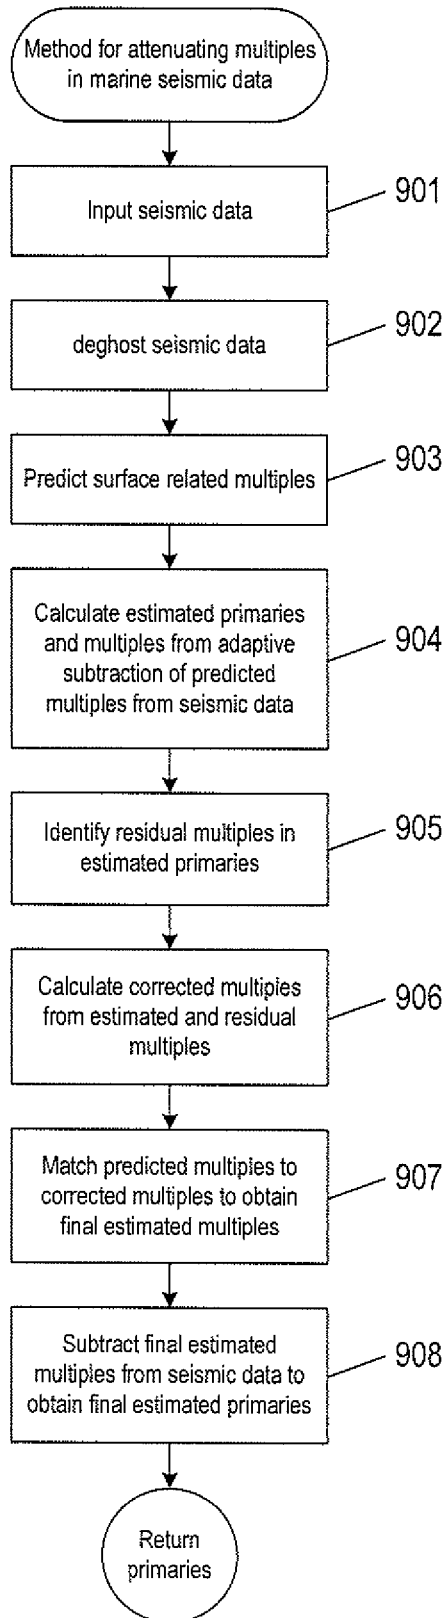 Method for attenuating multiples
in marine seismic data
Input seismic data
901
deghost seismic data
902
Predict surface related multiples
903
Calculate estimated primaries
and multiples from adaptive
subtraction of predicted
multiples from seismic data
904
Identify residual multiples in
estimated primaries
905
Calculate corrected multiples
from estimated and residual
multiples
906
Match predicted multiples to
corrected multiples to obtain
final estimated multiples
907
Subtract final estimated
multiples from seismic data to
obtain final estimated primaries
908
Return
primaries